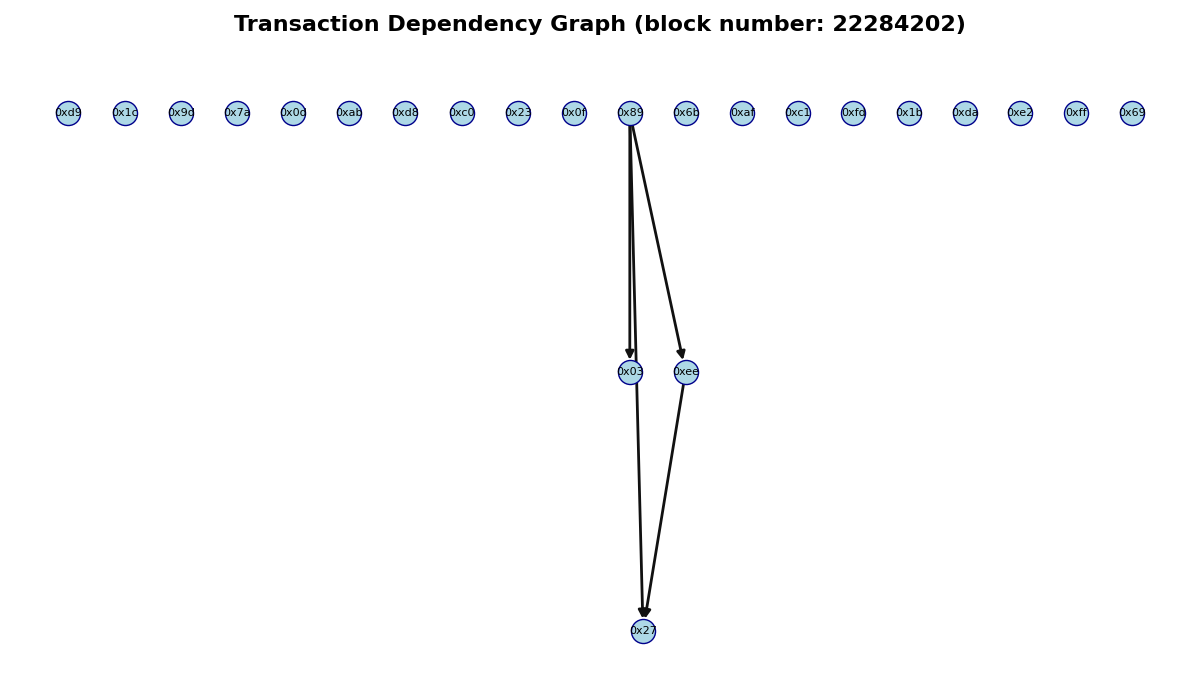 Transaction Dependency Graph (block number: 22284202)
0xd9 0x1c 0x9d 0x7a 0x0d 0xab 0xd8 0xc0 0x23 0x0f 0x89 0x6b 0xaf 0xc1 0xfd 0x1b 0xda 0xe2 0xff 0x69
0x03 0xee
0x27